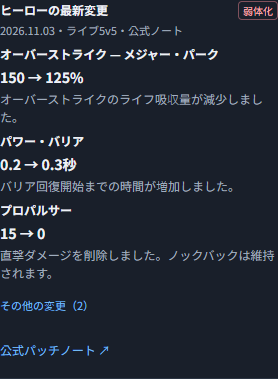 ヒーローの最新変更
弱体化
2026.11.03・ライブ5v5・公式ノート
オーバーストライク — メジャー・パーク
150 → 125%
オーバーストライクのライフ吸収量が減少しまし
た。
パワー・バリア
0.2 → 0.3秒
バリア回復開始までの時間が増加しました。
プロパルサー
15 → 0
直撃ダメージを削除しました。ノックバックは維持
されます。
その他の変更（2）
公式パッチノート ↗